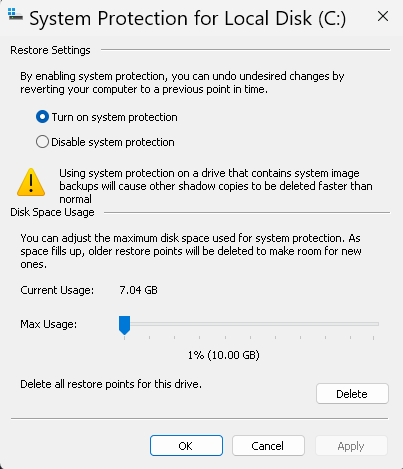 System Protection for Local Disk (C:)
Restore Settings
By enabling system protection, you can undo undesired changes by
reverting your computer to a previous point in time.
Turn on system protection
Disable system protection
Using system protection on a drive that contains system image
backups will cause other shadow copies to be deleted faster than
normal
Disk Space Usage
You can adjust the maximum disk space used for system protection. As
space fills up, older restore points will be deleted to make room for new
ones.
Current Usage: 7.04 GB
Max Usage:
1% (10.00 GB)
Delete all restore points for this drive.
Delete
OK Cancel Apply